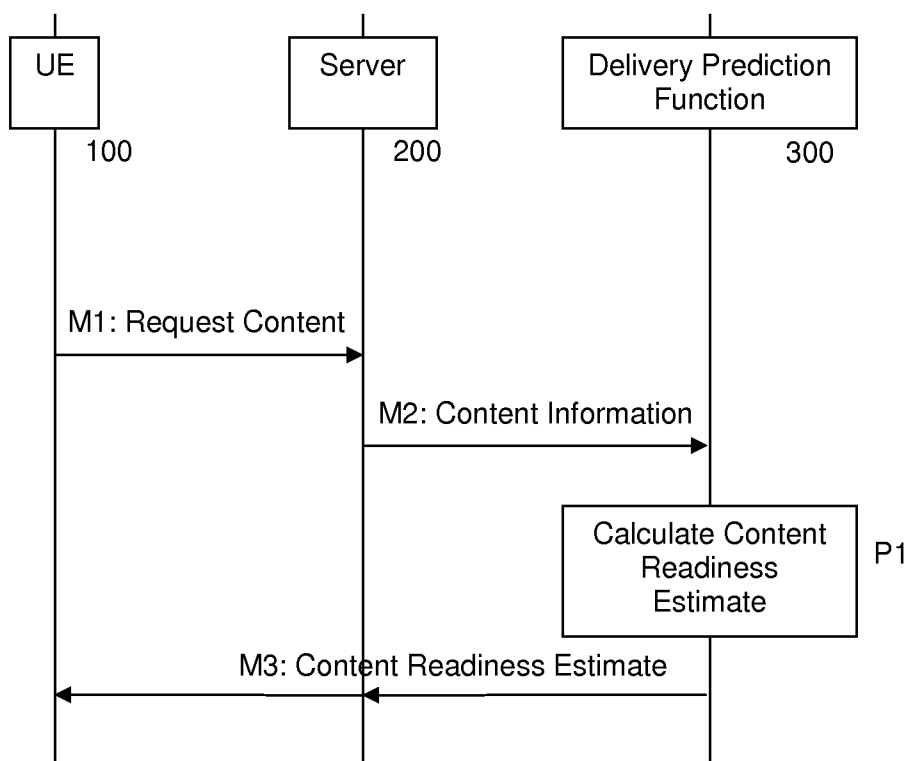 UE
Server
Delivery Prediction
Function
100
200
300
M1: Request Content
M2: Content Information
Calculate Content
Readiness
Estimate
P1
M3: Content Readiness Estimate